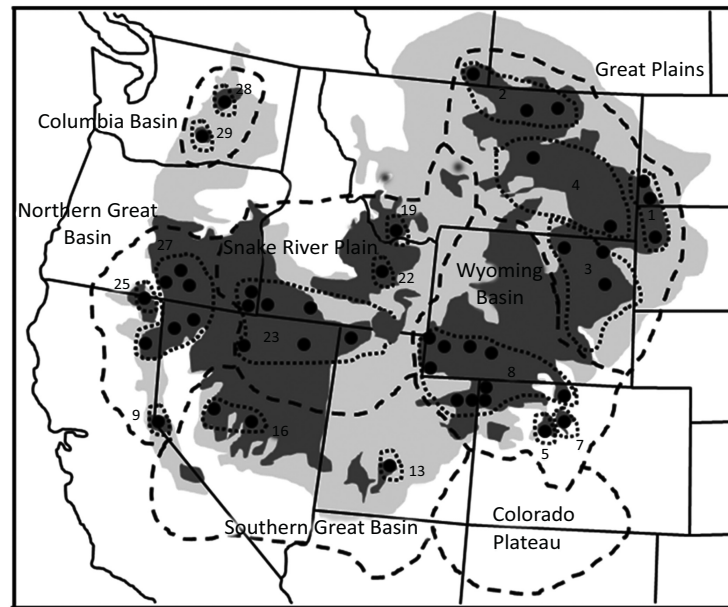 Great Plains
2
28
Columbia Basin
29
4
1
19
Northern Great
Basin
27
Snake River Plain
Wyoming
Basin
3
25
22
23
8
9
16
5
7
13
Southern Great Basin
Colorado
Plateau